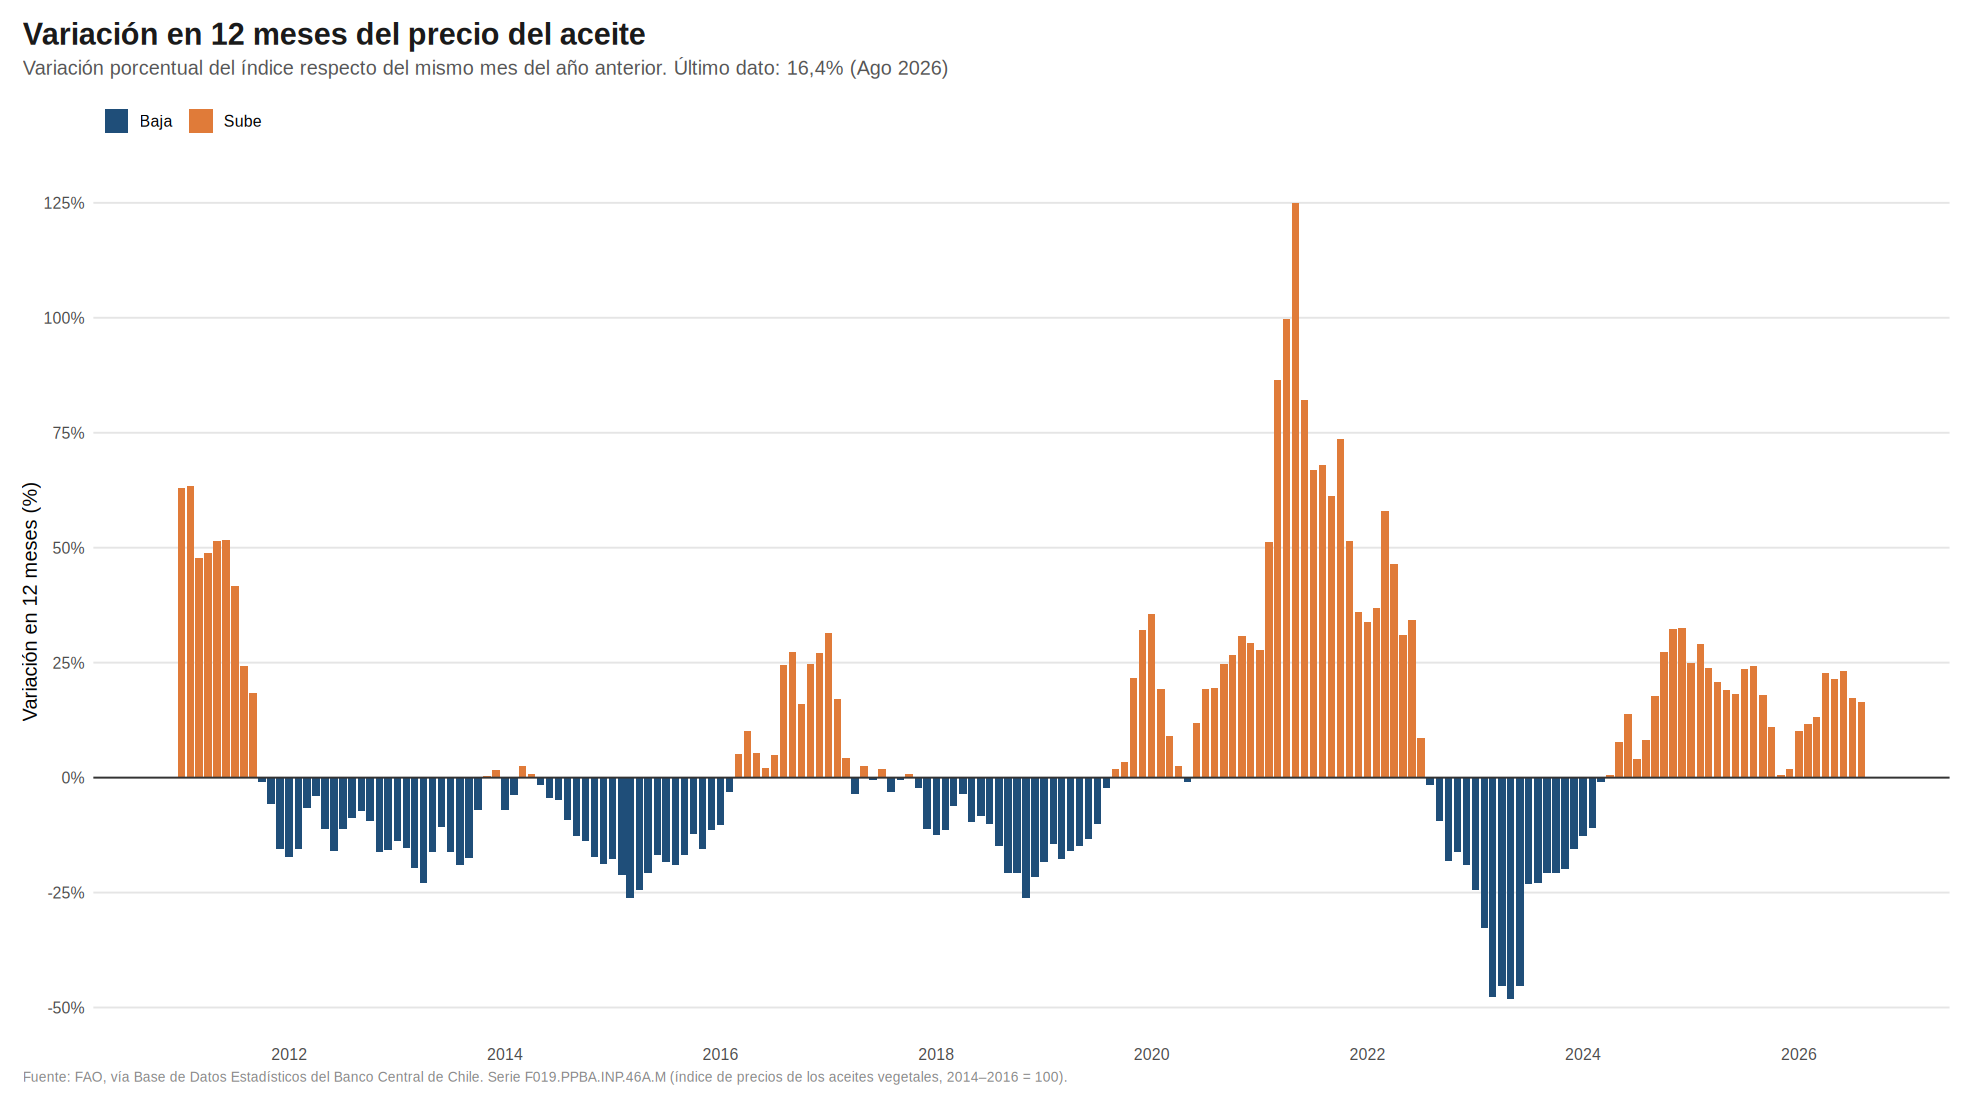 Variación en 12 meses del precio del aceite
Variación porcentual del índice respecto del mismo mes del año anterior. Último dato: 16,4% (Ago 2026)
Baja
Sube
Variación en 12 meses (%)
125%
100%
75%
50%
25%
0%
-25%
-50%
2012
2014
2016
2018
2020
2022
2024
2026
Fuente: FAO, vía Base de Datos Estadísticos del Banco Central de Chile. Serie F019.PPBA.INP.46A.M (índice de precios de los aceites vegetales, 2014–2016 = 100).